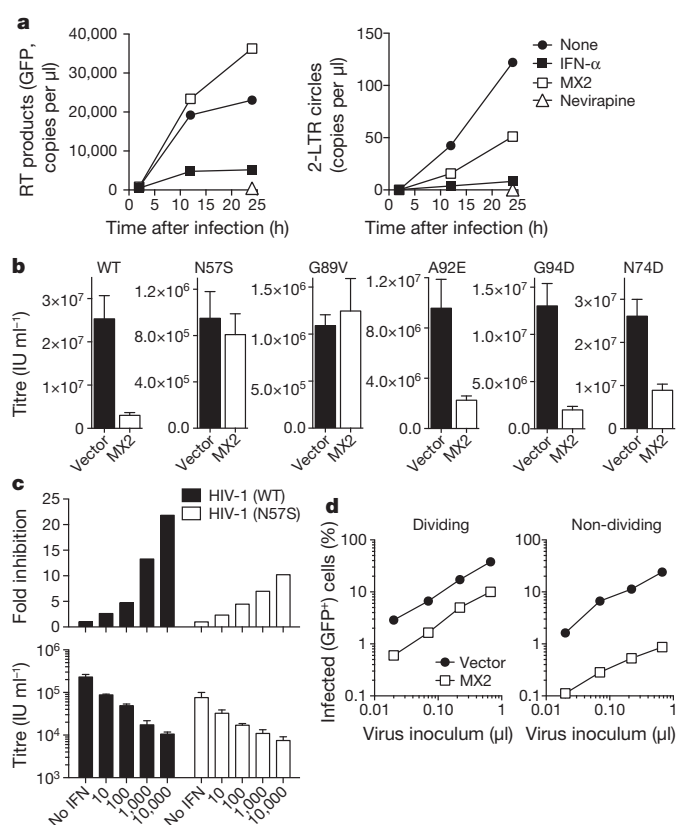 a
RT products (GFP, copies per μl)
40,000
30,000
20,000
10,000
0
0 5 10 15 20 25
Time after infection (h)
2-LTR circles (copies per μl)
150
100
50
0
0 5 10 15 20 25
Time after infection (h)
None
IFN-α
MX2
Nevirapine
b
Titre (IU ml⁻¹)
WT
3×10⁷
2×10⁷
1×10⁷
0
Vector MX2
N57S
1.2×10⁶
8.0×10⁵
4.0×10⁵
0.0
Vector MX2
G89V
1.5×10⁶
1.0×10⁶
5.0×10⁵
0.0
Vector MX2
A92E
1.2×10⁷
8.0×10⁶
4.0×10⁶
0.0
Vector MX2
G94D
1.5×10⁷
1.0×10⁷
5.0×10⁶
0.0
Vector MX2
N74D
3×10⁷
2×10⁷
1×10⁷
0
Vector MX2
c
HIV-1 (WT)
HIV-1 (N57S)
Fold inhibition
25
20
15
10
5
0
Titre (IU ml⁻¹)
10⁶
10⁵
10⁴
10³
No IFN 10 100 1,000 10,000 No IFN 10 100 1,000 10,000
d
Infected (GFP⁺) cells (%)
Dividing
100
10
1
0.1
0.01 0.10 1
Virus inoculum (μl)
Vector
MX2
Non-dividing
100
10
1
0.1
0.01 0.10 1
Virus inoculum (μl)